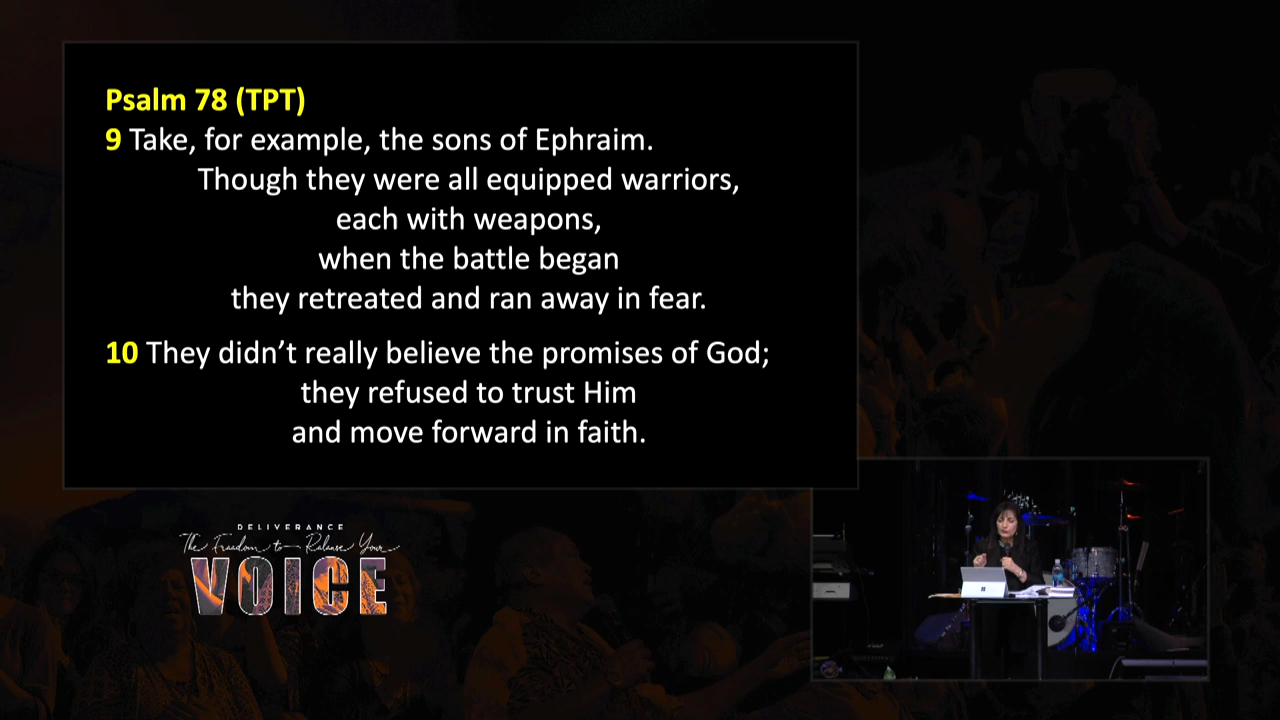 Psalm 78 (TPT)
9 Take, for example, the sons of Ephraim.
Though they were all equipped warriors,
each with weapons,
when the battle began
they retreated and ran away in fear.
10 They didn’t really believe the promises of God;
they refused to trust Him
and move forward in faith.
DELIVERANCE
The Freedom to Release Your
VOICE